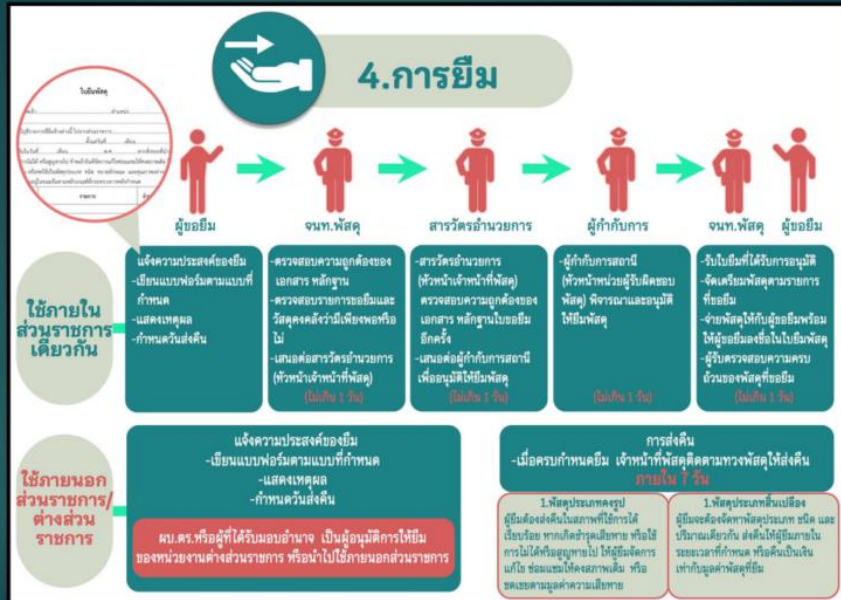 4.การยืม
ใบยืมพัสดุ
ผู้ขอยืม
จนท.พัสดุ
สารวัตรอำนวยการ
ผู้กำกับการ
จนท.พัสดุ
ผู้ขอยืม
ใช้ภายใน
ส่วนราชการ
เดียวกัน
แจ้งความประสงค์ขอยืม
-เขียนแบบฟอร์มตามแบบที่
กำหนด
-แสดงเหตุผล
-กำหนดวันส่งคืน
-ตรวจสอบความถูกต้องของ
เอกสาร หลักฐาน
-ตรวจสอบรายการขอยืมและ
วัสดุคงคลังว่ามีเพียงพอหรือ
ไม่
-เสนอต่อสารวัตรอำนวยการ
(หัวหน้าเจ้าหน้าที่พัสดุ)
(ไม่เกิน 1 วัน)
-สารวัตรอำนวยการ
(หัวหน้าเจ้าหน้าที่พัสดุ)
ตรวจสอบความถูกต้องของ
เอกสาร หลักฐานใบขอยืม
อีกครั้ง
-เสนอต่อผู้กำกับการสถานี
เพื่ออนุมัติให้ยืมพัสดุ
(ไม่เกิน 1 วัน)
-ผู้กำกับการสถานี
(หัวหน้าหน่วยผู้รับผิดชอบ
พัสดุ) พิจารณาและอนุมัติ
ให้ยืมพัสดุ
(ไม่เกิน 1 วัน)
-รับใบยืมที่ได้รับการอนุมัติ
-จัดเตรียมพัสดุตามรายการ
ที่ขอยืม
-จ่ายพัสดุให้กับผู้ขอยืมพร้อม
ให้ผู้ขอยืมลงชื่อในใบยืมพัสดุ
-ผู้รับตรวจสอบความครบ
ถ้วนของพัสดุที่ขอยืม
(ไม่เกิน 1 วัน)
ใช้ภายนอก
ส่วนราชการ/
ต่างส่วน
ราชการ
แจ้งความประสงค์ขอยืม
-เขียนแบบฟอร์มตามแบบที่กำหนด
-แสดงเหตุผล
-กำหนดวันส่งคืน
ผบ.ตร.หรือผู้ที่ได้รับมอบอำนาจ เป็นผู้อนุมัติการให้ยืม
ของหน่วยงานต่างส่วนราชการ หรือนำไปใช้ภายนอกส่วนราชการ
การส่งคืน
-เมื่อครบกำหนดยืม เจ้าหน้าที่พัสดุติดตามทวงพัสดุให้ส่งคืน
ภายใน 7 วัน
1.พัสดุประเภทคงรูป
ผู้ยืมต้องส่งคืนในสภาพที่ใช้การได้
เรียบร้อย หากเกิดชำรุดเสียหาย หรือใช้
การไม่ได้หรือสูญหายไป ให้ผู้ยืมจัดการ
แก้ไข ซ่อมแซมให้คงสภาพเดิม หรือ
ชดเชยตามมูลค่าความเสียหาย
1.พัสดุประเภทสิ้นเปลือง
ผู้ยืมจะต้องจัดหาพัสดุประเภท ชนิด และ
ปริมาณเดียวกัน ส่งคืนให้ผู้ยืมภายใน
ระยะเวลาที่กำหนด หรือคืนเป็นเงิน
เท่ากับมูลค่าพัสดุที่ยืม